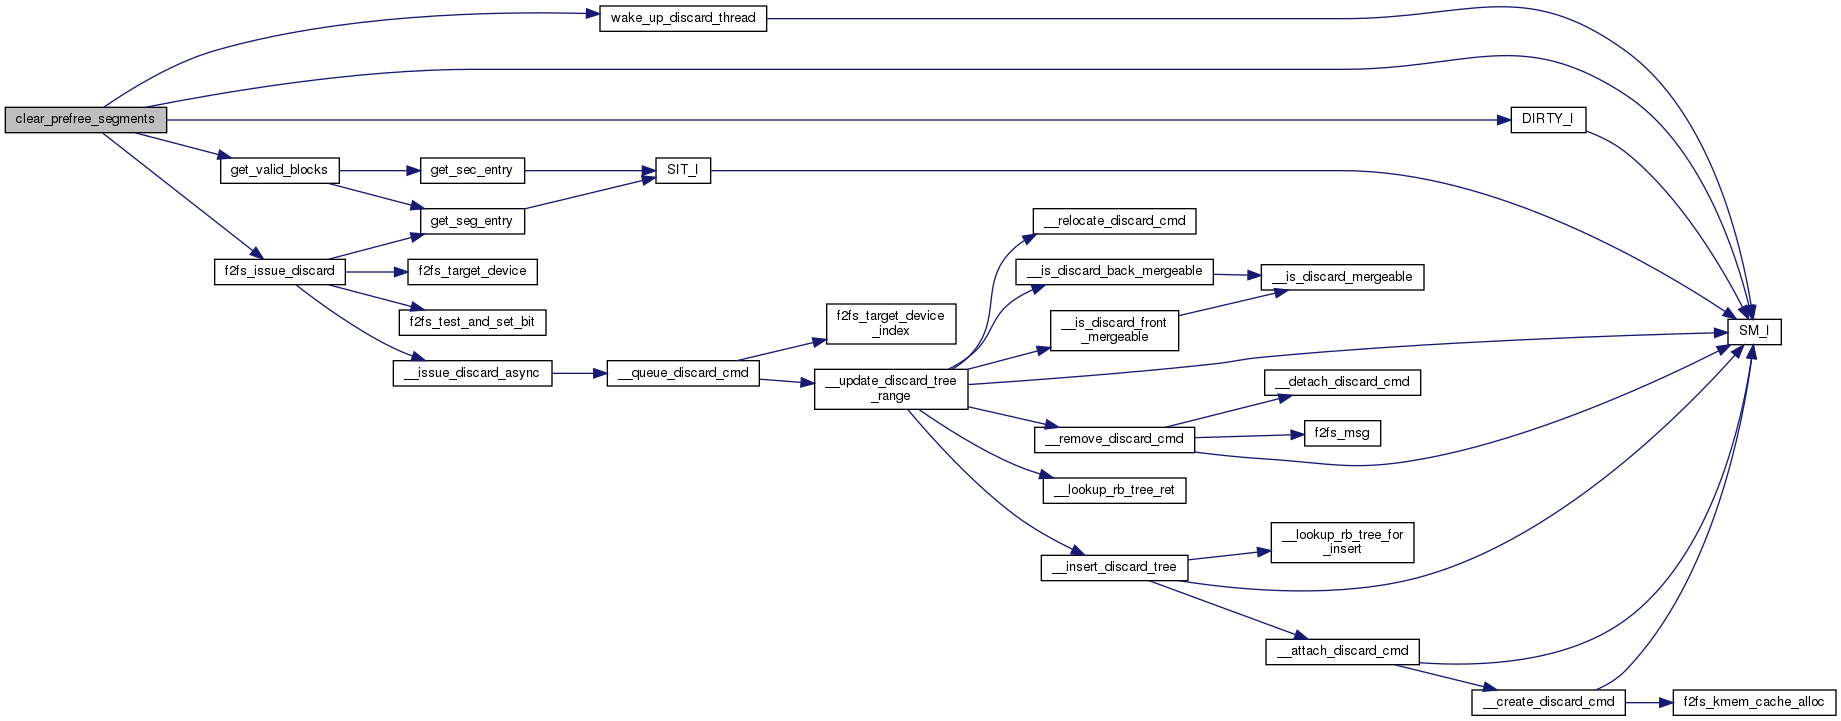 wake_up_discard_thread
clear_prefree_segments
DIRTY_I
get_valid_blocks
get_sec_entry
SIT_I
get_seg_entry
__relocate_discard_cmd
f2fs_issue_discard
f2fs_target_device
__is_discard_back_mergeable
__is_discard_mergeable
f2fs_test_and_set_bit
f2fs_target_device
_index
__is_discard_front
_mergeable
SM_I
__issue_discard_async
__queue_discard_cmd
__update_discard_tree
_range
__detach_discard_cmd
__remove_discard_cmd
f2fs_msg
__lookup_rb_tree_ret
__lookup_rb_tree_for
_insert
__insert_discard_tree
__attach_discard_cmd
__create_discard_cmd
f2fs_kmem_cache_alloc